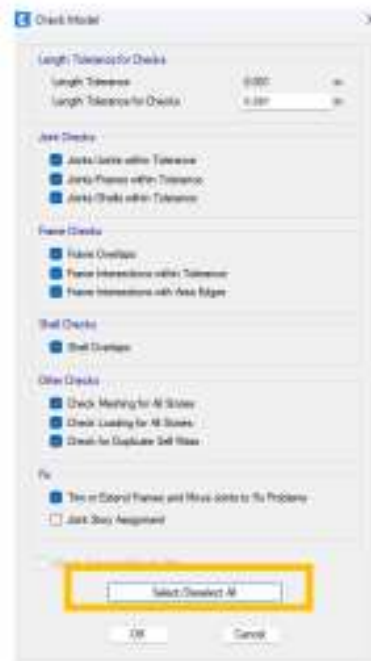 Check Model
Length Tolerance for Checks
Length Tolerance
m
Length Tolerance for Checks
m
Joint Checks
Joints/Joints within Tolerance
Joints/Frames within Tolerance
Joints/Shells within Tolerance
Frame Checks
Frame Overlaps
Frame Intersections within Tolerance
Frame Intersections with Area Edges
Shell Checks
Shell Overlaps
Other Checks
Check Meshing for All Stories
Check Loading for All Stories
Check for Duplicate Self Mass
Fix
Trim or Extend Frames and Move Joints to Fix Problems
Joint Story Assignment
Select/Deselect All
OK
Cancel